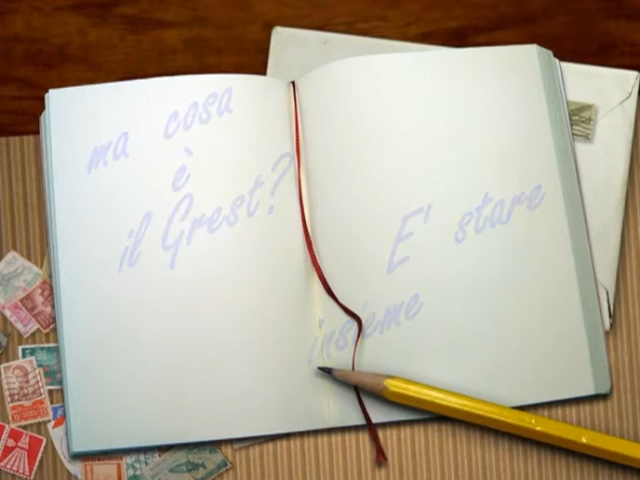 ma cosa
è
il Grest?
E' stare
insieme